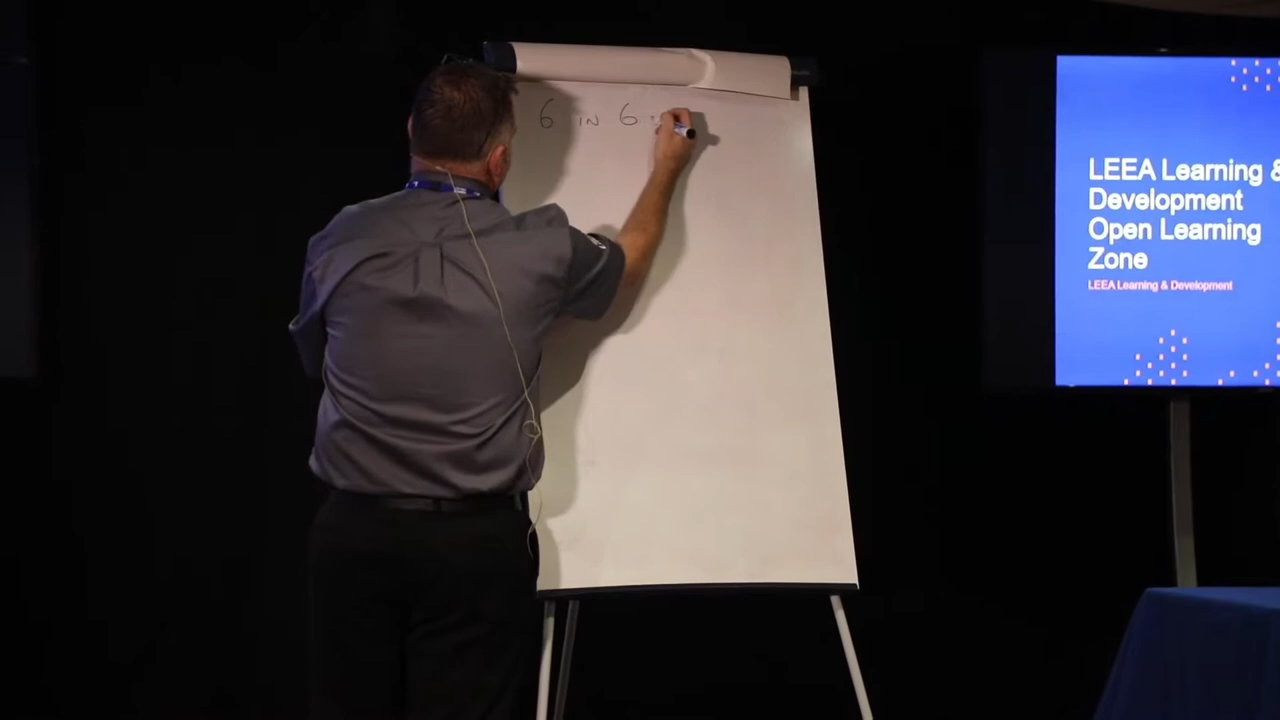 6 IN 6
LEEA Learning &
Development
Open Learning
Zone
LEEA Learning & Development